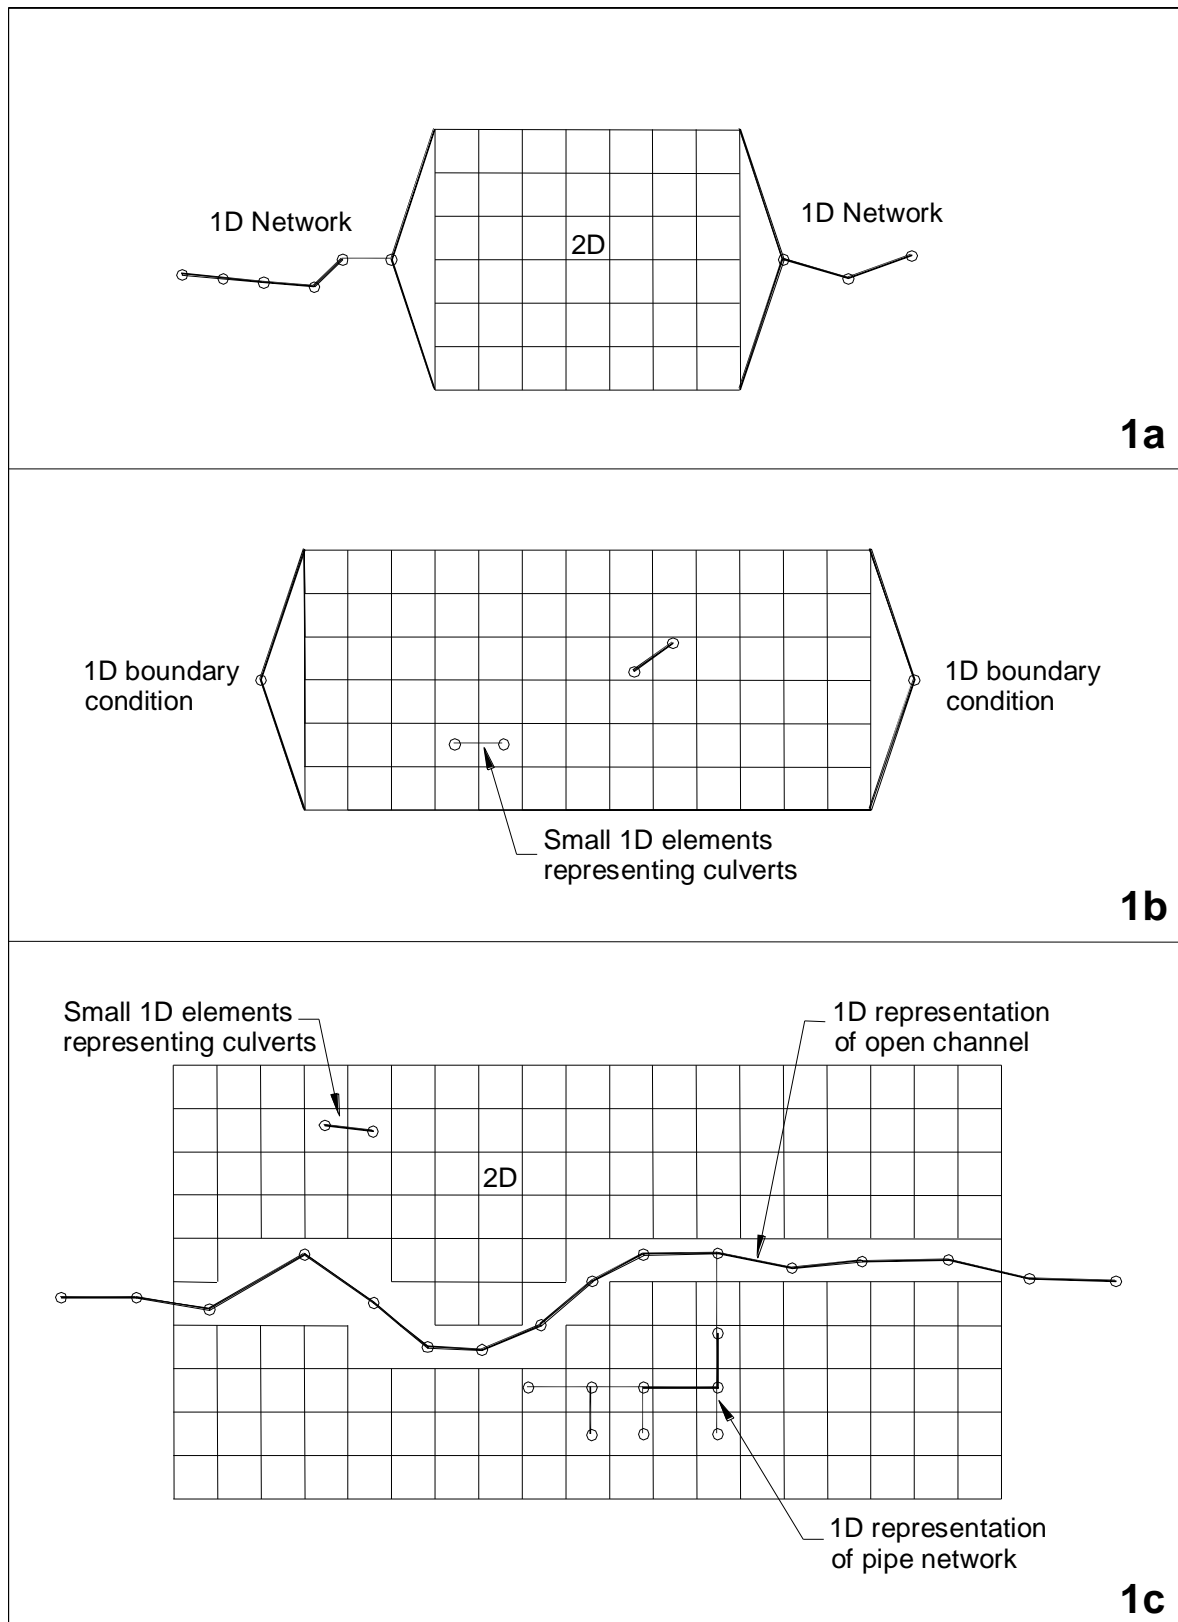 1D Network
1D Network
2D
1a
1D boundary
condition
1D boundary
condition
Small 1D elements
representing culverts
1b
Small 1D elements
representing culverts
1D representation
of open channel
2D
1D representation
of pipe network
1c